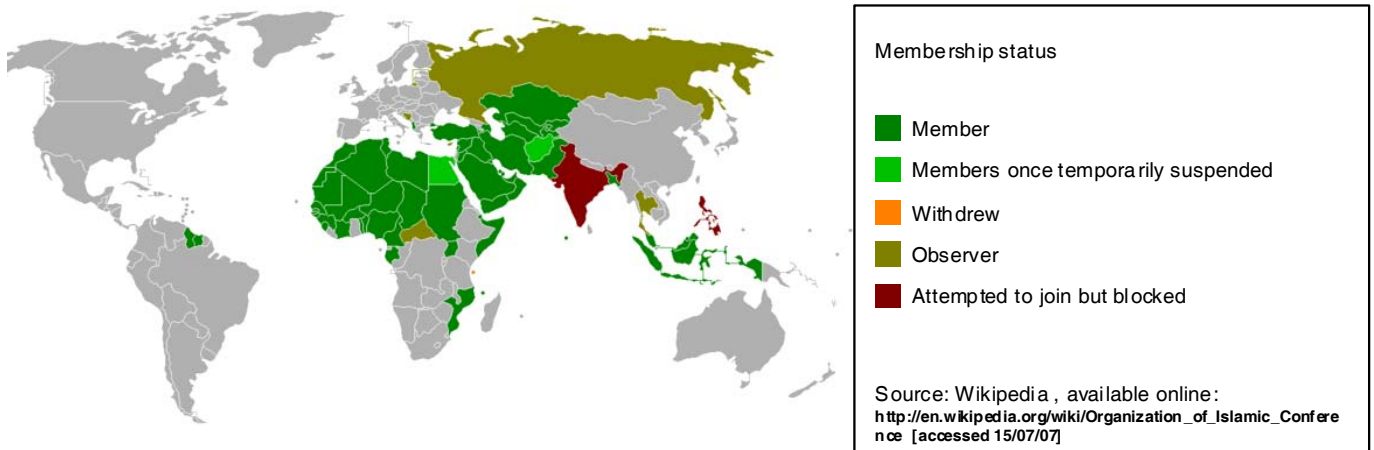 Membership status
Member
Members once temporarily suspended
Withdrew
Observer
Attempted to join but blocked
Source: Wikipedia , available online:
http://en.wikipedia.org/wiki/Organization_of_Islamic_Confere
nce [accessed 15/07/07]